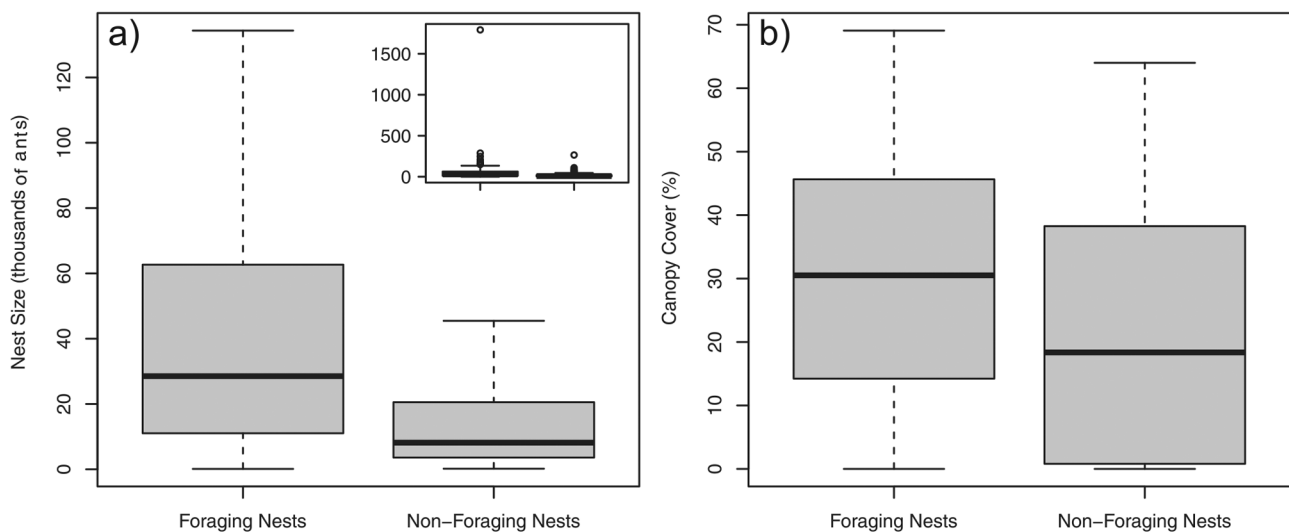 a)
Nest Size (thousands of ants)
120
100
80
60
40
20
0
1500
1000
500
0
Foraging Nests
Non-Foraging Nests
b)
Canopy Cover (%)
70
60
50
40
30
20
10
0
Foraging Nests
Non-Foraging Nests